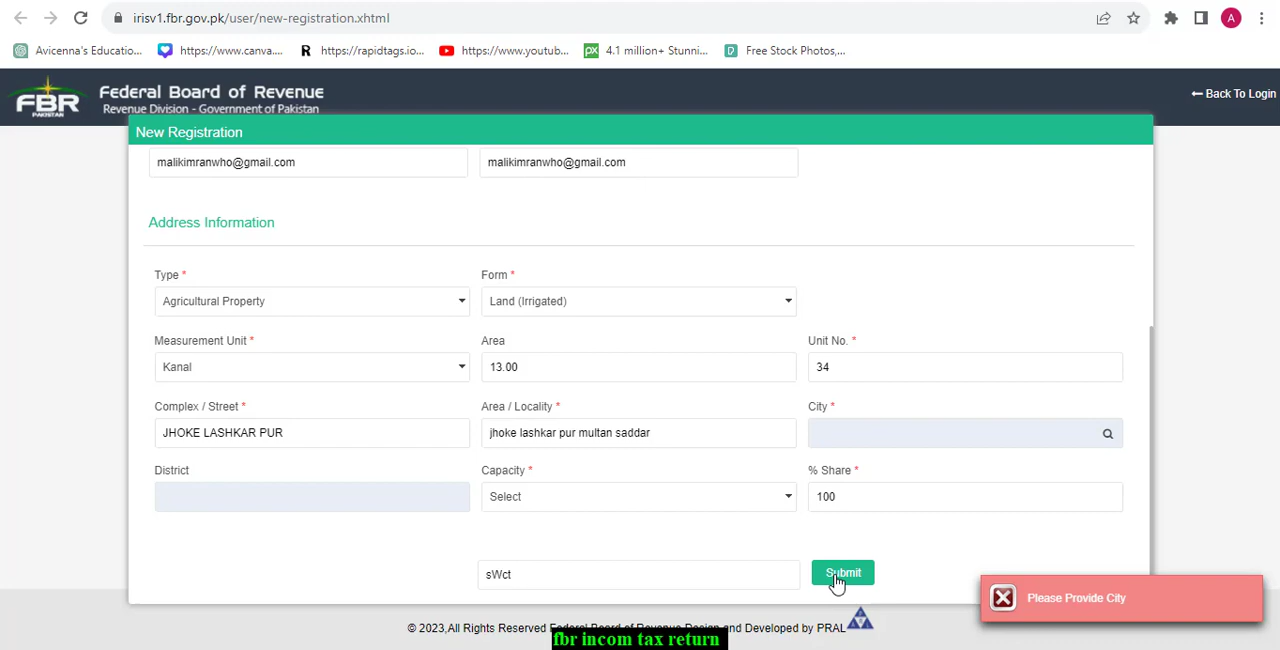 irisv1.fbr.gov.pk/user/new-registration.xhtml
A
Avicenna's Educatio...
https://www.canva....
R https://rapidtags.io...
https://www.youtub...
px 4.1 million+ Stunni...
Free Stock Photos,...
FBR
PAKISTAN
Federal Board of Revenue
Revenue Division - Government of Pakistan
Back To Login
New Registration
malikimranwho@gmail.com malikimranwho@gmail.com
Address Information
Type * Form *
Agricultural Property Land (Irrigated)
Measurement Unit * Area Unit No. *
Kanal 13.00 34
Complex / Street * Area / Locality * City *
JHOKE LASHKAR PUR jhoke lashkar pur multan saddar
District Capacity * % Share *
Select 100
sWct Submit
Please Provide City
© 2023,All Rights Reserved Federal Board of Revenue Design and Developed by PRAL
fbr incom tax return